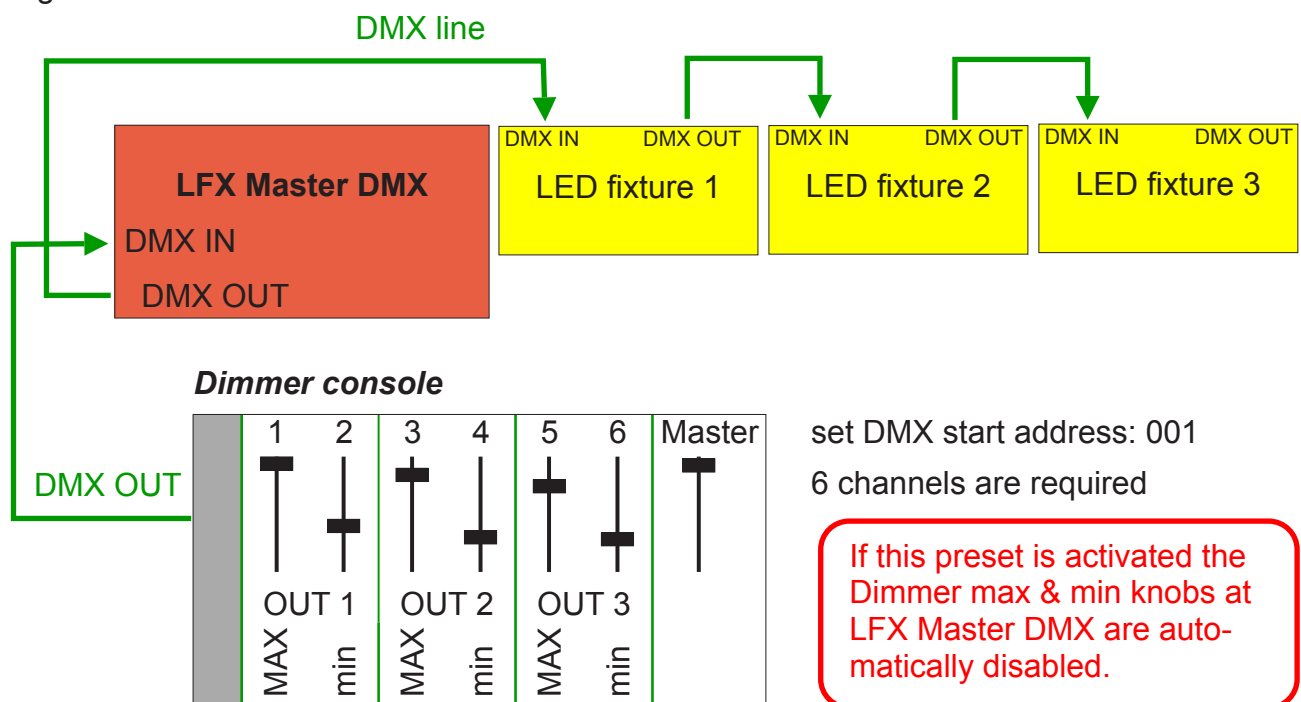 DMX line
DMX IN DMX OUT
LED fixture 1
DMX IN DMX OUT
LED fixture 2
DMX IN DMX OUT
LED fixture 3
LFX Master DMX
DMX IN
DMX OUT
Dimmer console
1 2 3 4 5 6 Master
DMX OUT
OUT 1 OUT 2 OUT 3
MAX min MAX min MAX min
set DMX start address: 001
6 channels are required
If this preset is activated the
Dimmer max & min knobs at
LFX Master DMX are auto-
matically disabled.